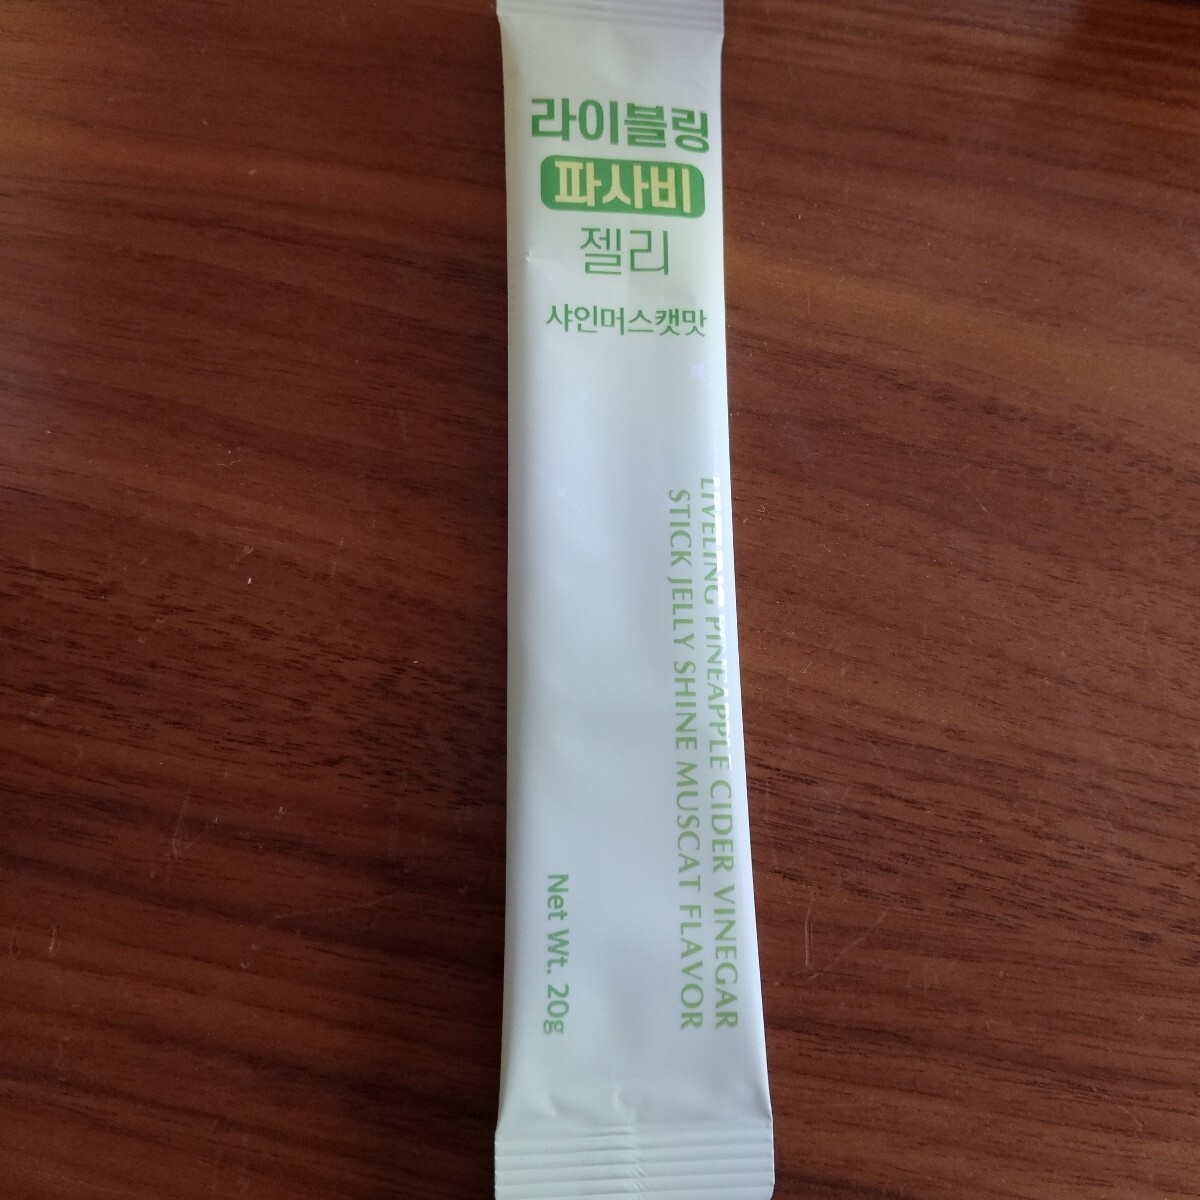 라이블링
파사비
젤리
샤인머스캣맛
LIVELING PINEAPPLE CIDER VINEGAR
STICK JELLY SHINE MUSCAT FLAVOR
Net Wt. 20g